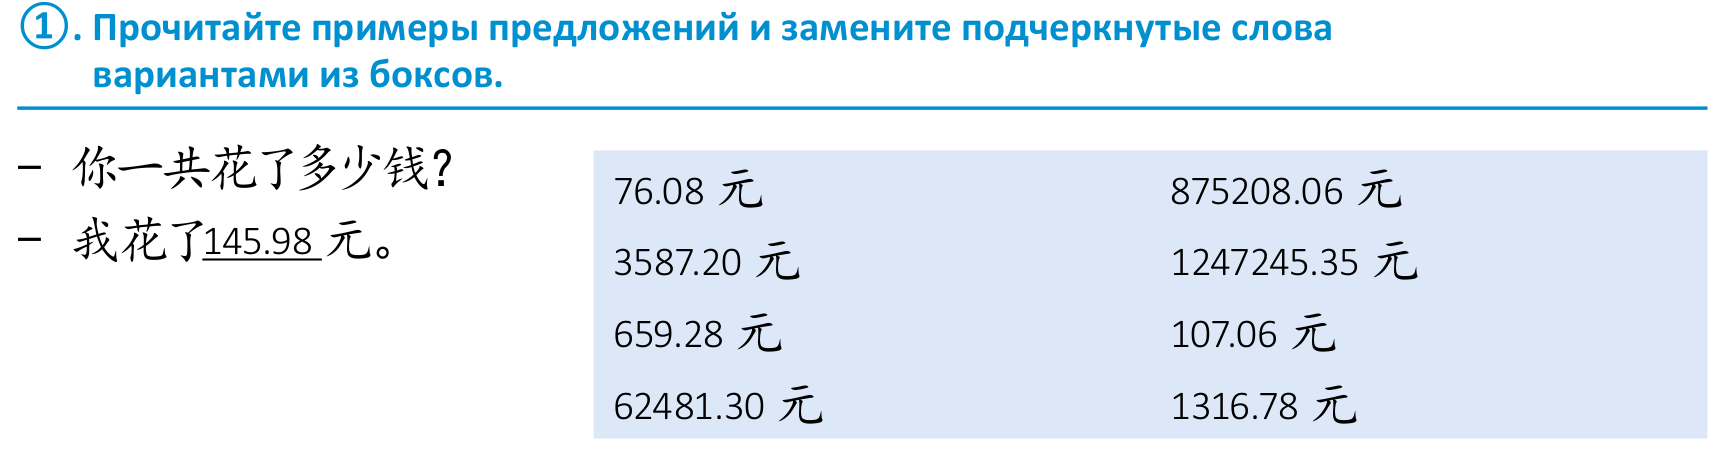 ①. Прочитайте примеры предложений и замените подчеркнутые слова
вариантами из боксов.
– 你一共花了多少钱?
– 我花了145.98 元。
76.08 元
3587.20 元
659.28 元
62481.30 元
875208.06 元
1247245.35 元
107.06 元
1316.78 元